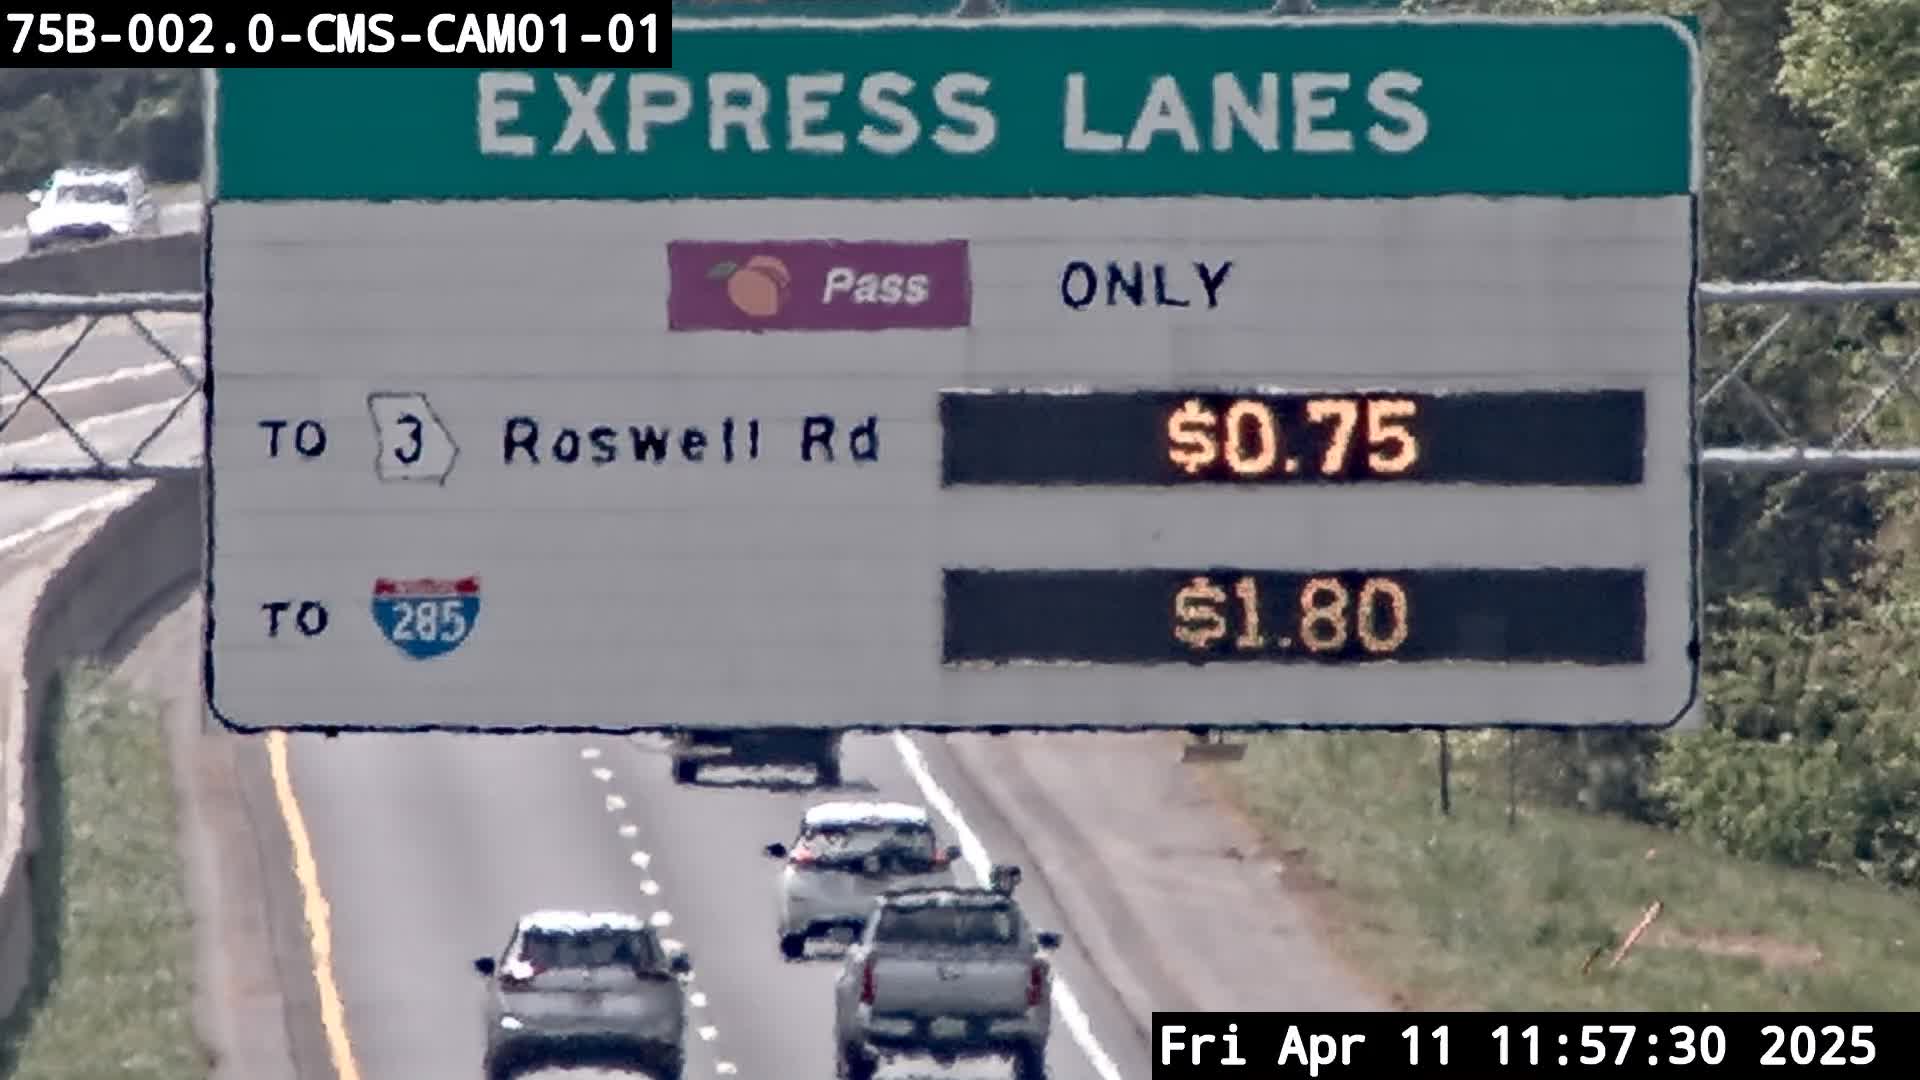 75B-002.0-CMS-CAM01-01
EXPRESS LANES
Pass ONLY
TO 3 Roswell Rd $0.75
TO 285 $1.80
Fri Apr 11 11:57:30 2025